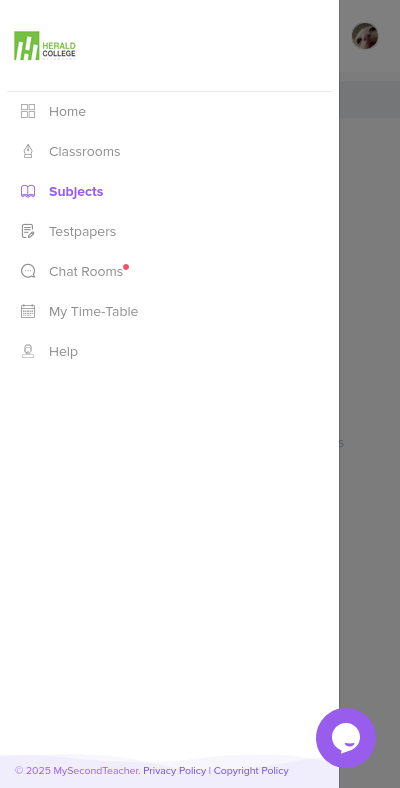 HERALD
COLLEGE
Home
Classrooms
Subjects
Testpapers
Chat Rooms
My Time-Table
Help
s
© 2025 MySecondTeacher. Privacy Policy | Copyright Policy